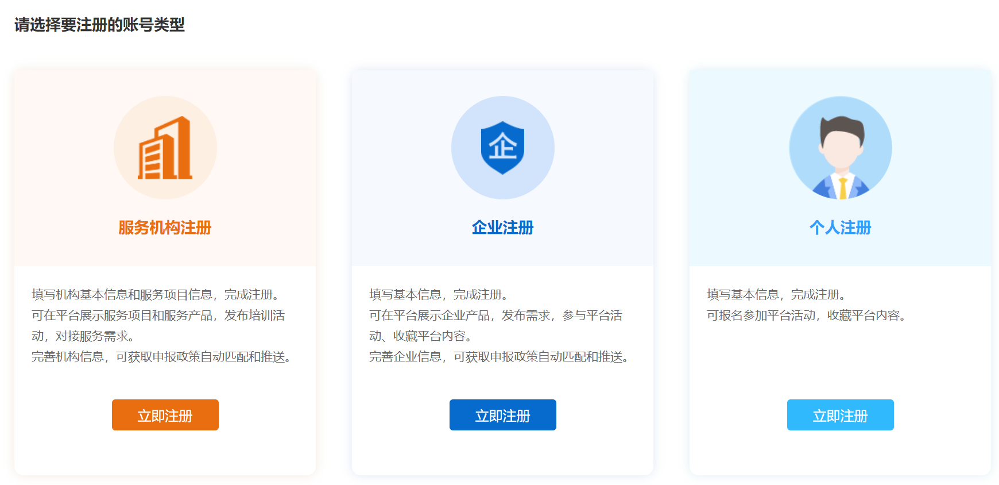 请选择要注册的账号类型
企
服务机构注册
填写机构基本信息和服务项目信息，完成注册。
可在平台展示服务项目和服务产品，发布培训活
动，对接服务需求。
完善机构信息，可获取申报政策自动匹配和推送。
立即注册
企业注册
填写基本信息，完成注册。
可在平台展示企业产品，发布需求，参与平台活
动、收藏平台内容。
完善企业信息，可获取申报政策自动匹配和推送。
立即注册
个人注册
填写基本信息，完成注册。
可报名参加平台活动，收藏平台内容。
立即注册